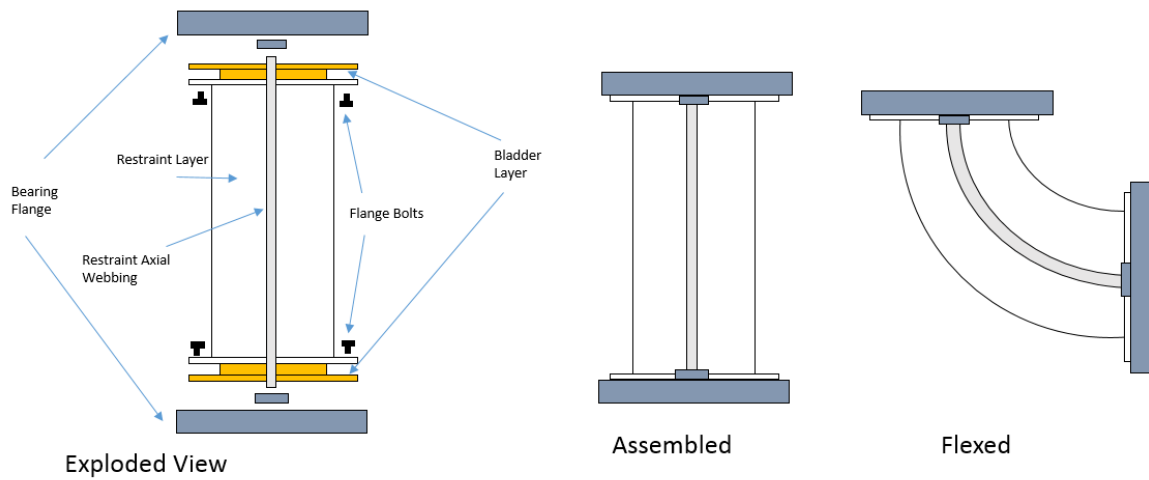 Restraint Layer
Bearing
Flange
Restraint Axial
Webbing
Flange Bolts
Bladder
Layer
Exploded View
Assembled
Flexed